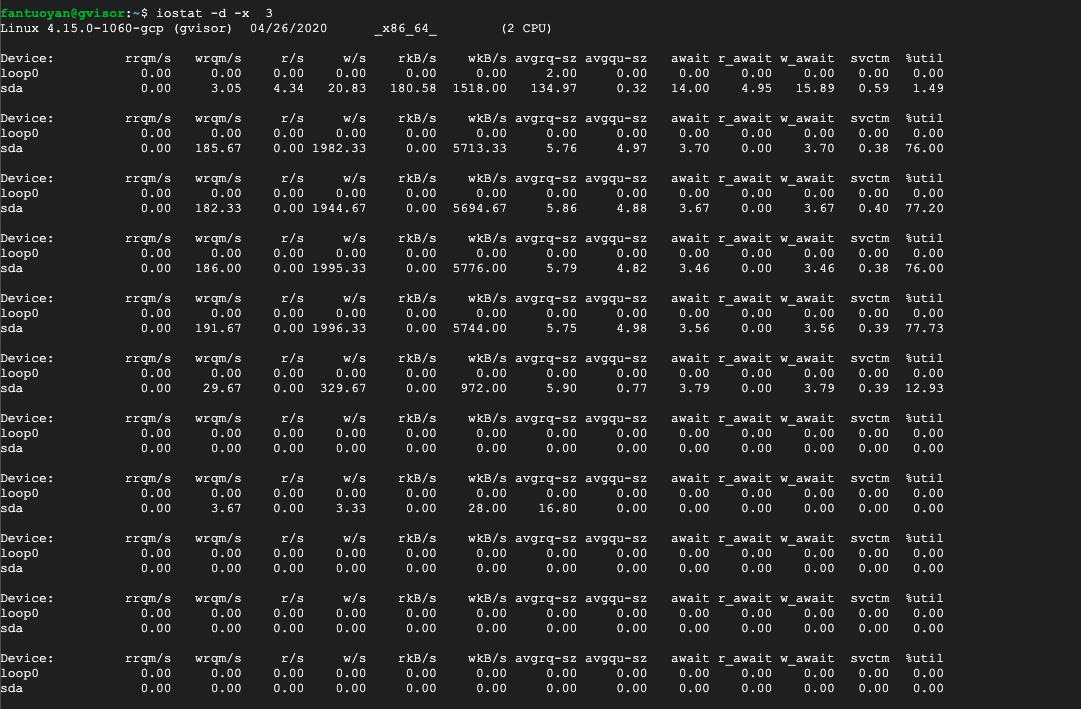 fantuoyan@gvisor:~$ iostat -d -x  3
Linux 4.15.0-1060-gcp (gvisor)  04/26/2020      _x86_64_        (2 CPU)
Device:         rrqm/s   wrqm/s     r/s     w/s    rkB/s    wkB/s avgrq-sz avgqu-sz   await r_await w_await  svctm  %util
loop0             0.00     0.00    0.00    0.00     0.00     0.00     2.00     0.00    0.00    0.00    0.00   0.00   0.00
sda               0.00     3.05    4.34   20.83   180.58  1518.00   134.97     0.32   14.00    4.95   15.89   0.59   1.49
Device:         rrqm/s   wrqm/s     r/s     w/s    rkB/s    wkB/s avgrq-sz avgqu-sz   await r_await w_await  svctm  %util
loop0             0.00     0.00    0.00    0.00     0.00     0.00     0.00     0.00    0.00    0.00    0.00   0.00   0.00
sda               0.00   185.67    0.00 1982.33     0.00  5713.33     5.76     4.97    3.70    0.00    3.70   0.38  76.00
Device:         rrqm/s   wrqm/s     r/s     w/s    rkB/s    wkB/s avgrq-sz avgqu-sz   await r_await w_await  svctm  %util
loop0             0.00     0.00    0.00    0.00     0.00     0.00     0.00     0.00    0.00    0.00    0.00   0.00   0.00
sda               0.00   182.33    0.00 1944.67     0.00  5694.67     5.86     4.88    3.67    0.00    3.67   0.40  77.20
Device:         rrqm/s   wrqm/s     r/s     w/s    rkB/s    wkB/s avgrq-sz avgqu-sz   await r_await w_await  svctm  %util
loop0             0.00     0.00    0.00    0.00     0.00     0.00     0.00     0.00    0.00    0.00    0.00   0.00   0.00
sda               0.00   186.00    0.00 1995.33     0.00  5776.00     5.79     4.82    3.46    0.00    3.46   0.38  76.00
Device:         rrqm/s   wrqm/s     r/s     w/s    rkB/s    wkB/s avgrq-sz avgqu-sz   await r_await w_await  svctm  %util
loop0             0.00     0.00    0.00    0.00     0.00     0.00     0.00     0.00    0.00    0.00    0.00   0.00   0.00
sda               0.00   191.67    0.00 1996.33     0.00  5744.00     5.75     4.98    3.56    0.00    3.56   0.39  77.73
Device:         rrqm/s   wrqm/s     r/s     w/s    rkB/s    wkB/s avgrq-sz avgqu-sz   await r_await w_await  svctm  %util
loop0             0.00     0.00    0.00    0.00     0.00     0.00     0.00     0.00    0.00    0.00    0.00   0.00   0.00
sda               0.00    29.67    0.00  329.67     0.00   972.00     5.90     0.77    3.79    0.00    3.79   0.39  12.93
Device:         rrqm/s   wrqm/s     r/s     w/s    rkB/s    wkB/s avgrq-sz avgqu-sz   await r_await w_await  svctm  %util
loop0             0.00     0.00    0.00    0.00     0.00     0.00     0.00     0.00    0.00    0.00    0.00   0.00   0.00
sda               0.00     0.00    0.00    0.00     0.00     0.00     0.00     0.00    0.00    0.00    0.00   0.00   0.00
Device:         rrqm/s   wrqm/s     r/s     w/s    rkB/s    wkB/s avgrq-sz avgqu-sz   await r_await w_await  svctm  %util
loop0             0.00     0.00    0.00    0.00     0.00     0.00     0.00     0.00    0.00    0.00    0.00   0.00   0.00
sda               0.00     3.67    0.00    3.33     0.00    28.00    16.80     0.00    0.00    0.00    0.00   0.00   0.00
Device:         rrqm/s   wrqm/s     r/s     w/s    rkB/s    wkB/s avgrq-sz avgqu-sz   await r_await w_await  svctm  %util
loop0             0.00     0.00    0.00    0.00     0.00     0.00     0.00     0.00    0.00    0.00    0.00   0.00   0.00
sda               0.00     0.00    0.00    0.00     0.00     0.00     0.00     0.00    0.00    0.00    0.00   0.00   0.00
Device:         rrqm/s   wrqm/s     r/s     w/s    rkB/s    wkB/s avgrq-sz avgqu-sz   await r_await w_await  svctm  %util
loop0             0.00     0.00    0.00    0.00     0.00     0.00     0.00     0.00    0.00    0.00    0.00   0.00   0.00
sda               0.00     0.00    0.00    0.00     0.00     0.00     0.00     0.00    0.00    0.00    0.00   0.00   0.00
Device:         rrqm/s   wrqm/s     r/s     w/s    rkB/s    wkB/s avgrq-sz avgqu-sz   await r_await w_await  svctm  %util
loop0             0.00     0.00    0.00    0.00     0.00     0.00     0.00     0.00    0.00    0.00    0.00   0.00   0.00
sda               0.00     0.00    0.00    0.00     0.00     0.00     0.00     0.00    0.00    0.00    0.00   0.00   0.00